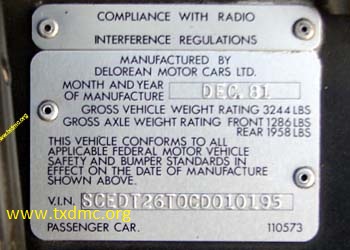 COMPLIANCE WITH RADIO
INTERFERENCE REGULATIONS
MANUFACTURED BY
DELOREAN MOTOR CARS LTD.
MONTH AND YEAR
OF MANUFACTURE DEC. 81
GROSS VEHICLE WEIGHT RATING 3244 LBS
GROSS AXLE WEIGHT RATING FRONT 1286 LBS
REAR 1958 LBS
THIS VEHICLE CONFORMS TO ALL
APPLICABLE FEDERAL MOTOR VEHICLE
SAFETY AND BUMPER STANDARDS IN
EFFECT ON THE DATE OF MANUFACTURE
SHOWN ABOVE.
V.I.N. SCEDT26T0CD010195
www.txdmc.org
PASSENGER CAR. 110573